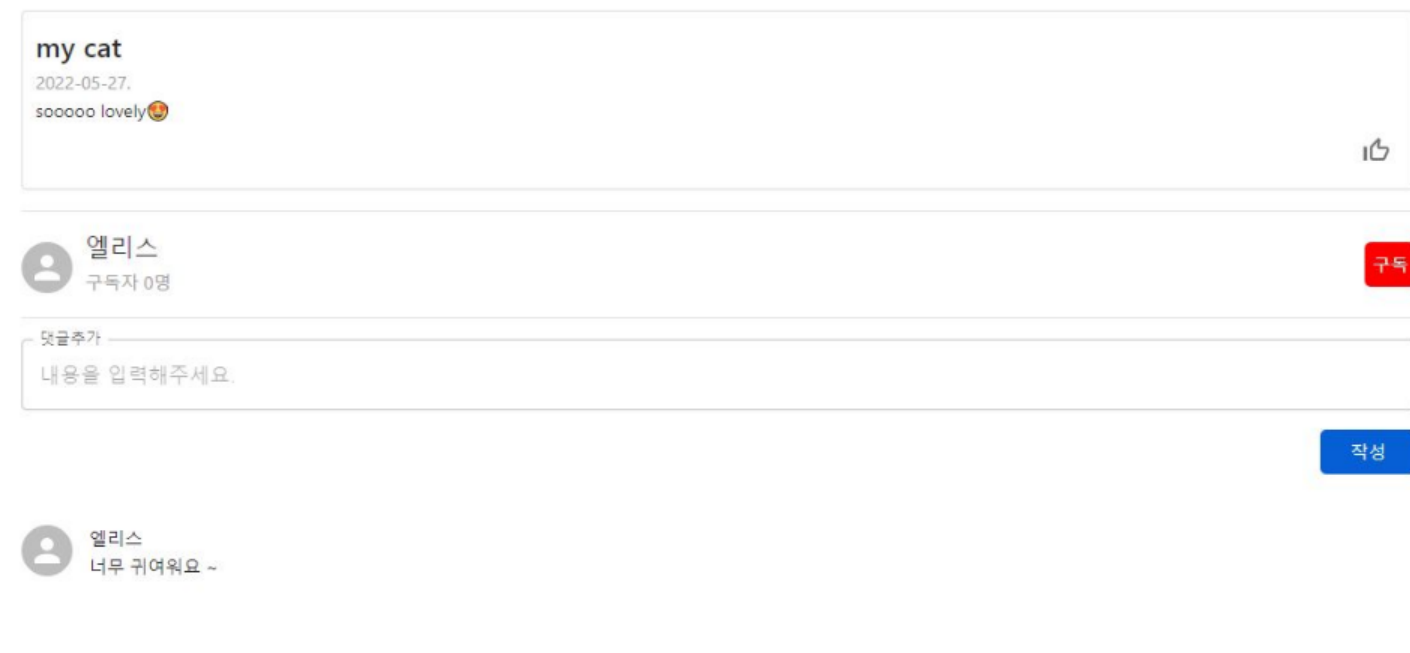 my cat
2022-05-27.
sooooo lovely🤩
엘리스
구독자 0명
구독
댓글추가
내용을 입력해주세요.
작성
엘리스
너무 귀여워요 ~